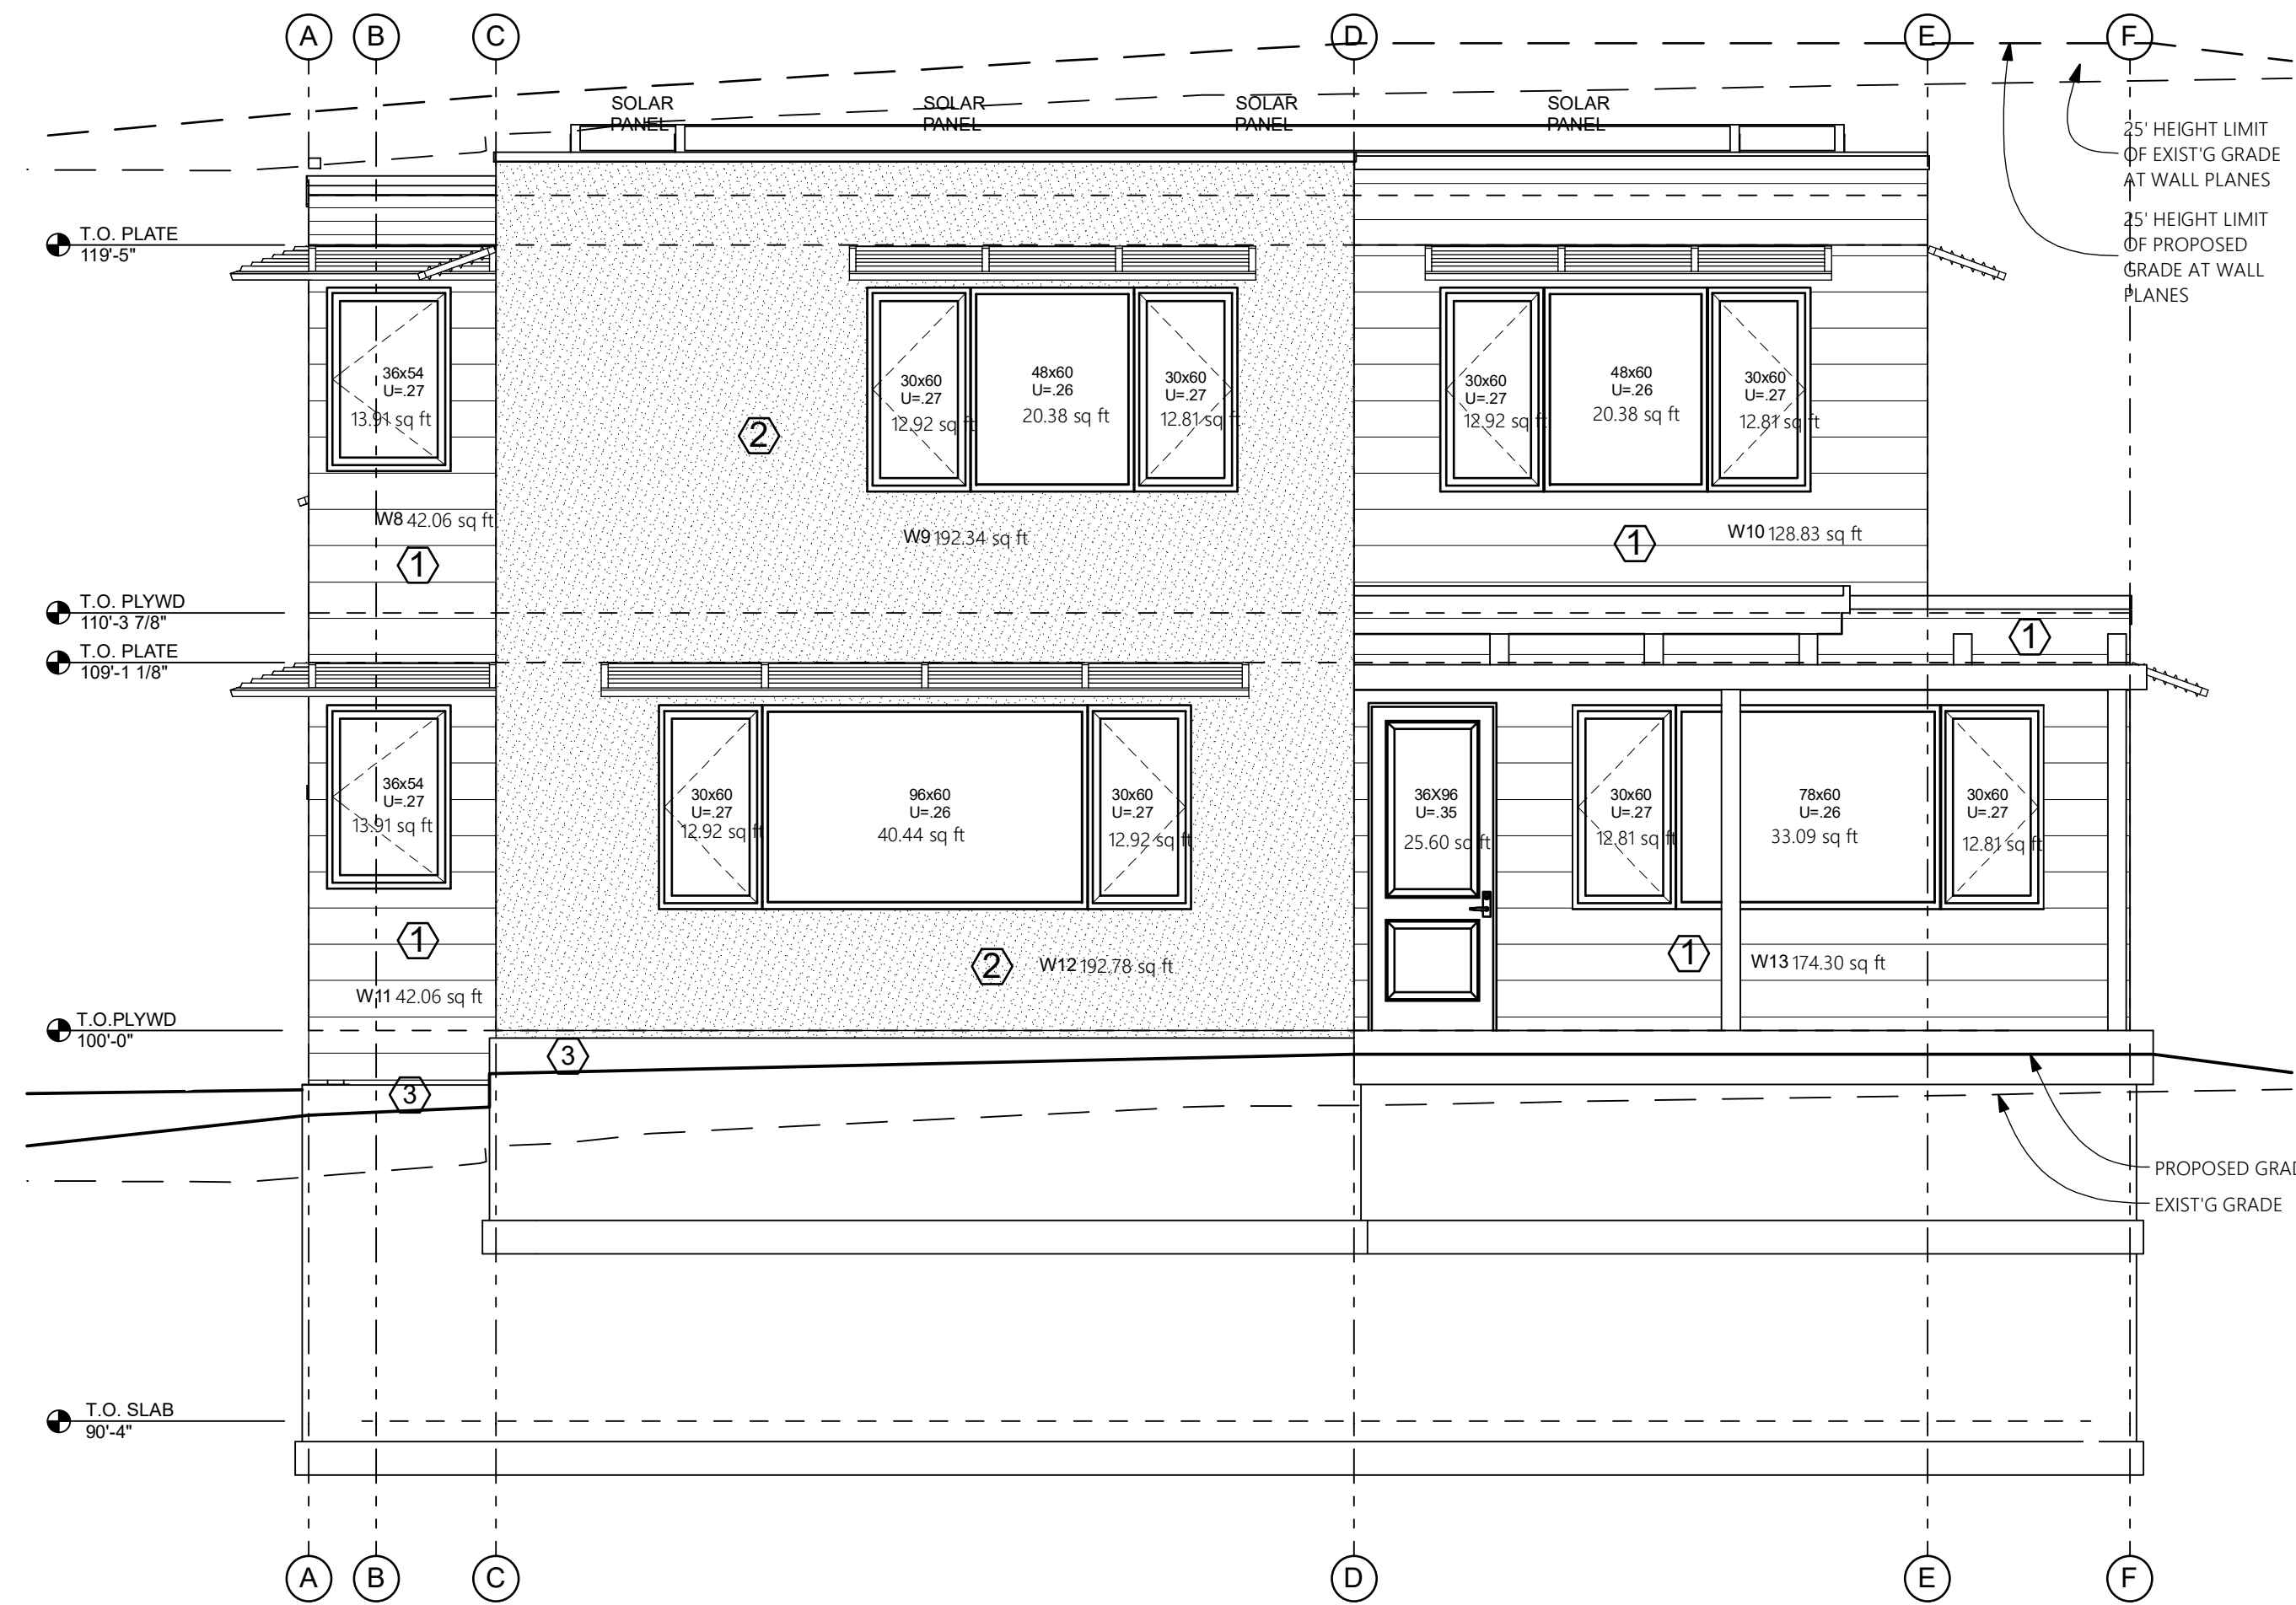 A
B
C
D
E
F
SOLAR
PANEL
SOLAR
PANEL
SOLAR
PANEL
SOLAR
PANEL
25' HEIGHT LIMIT
OF EXIST'G GRADE
AT WALL PLANES
25' HEIGHT LIMIT
OF PROPOSED
GRADE AT WALL
PLANES
T.O. PLATE
119'-5"
36x54
U=.27
13.91 sq ft
2
30x60
U=.27
12.92 sq ft
48x60
U=.26
20.38 sq ft
30x60
U=.27
12.81 sq ft
30x60
U=.27
12.92 sq ft
48x60
U=.26
20.38 sq ft
30x60
U=.27
12.81 sq ft
W8 42.06 sq ft
1
W9 192.34 sq ft
1
W10 128.83 sq ft
T.O. PLYWD
110'-3 7/8"
T.O. PLATE
109'-1 1/8"
1
36x54
U=.27
13.91 sq ft
30x60
U=.27
12.92 sq ft
96x60
U=.26
40.44 sq ft
30x60
U=.27
12.92 sq ft
36X96
U=.35
25.60 sq ft
30x60
U=.27
12.81 sq ft
78x60
U=.26
33.09 sq ft
30x60
U=.27
12.81 sq ft
1
W11 42.06 sq ft
2
W12 192.78 sq ft
1
W13 174.30 sq ft
T.O.PLYWD
100'-0"
3
3
PROPOSED GRA
EXIST'G GRADE
T.O. SLAB
90'-4"
A
B
C
D
E
F